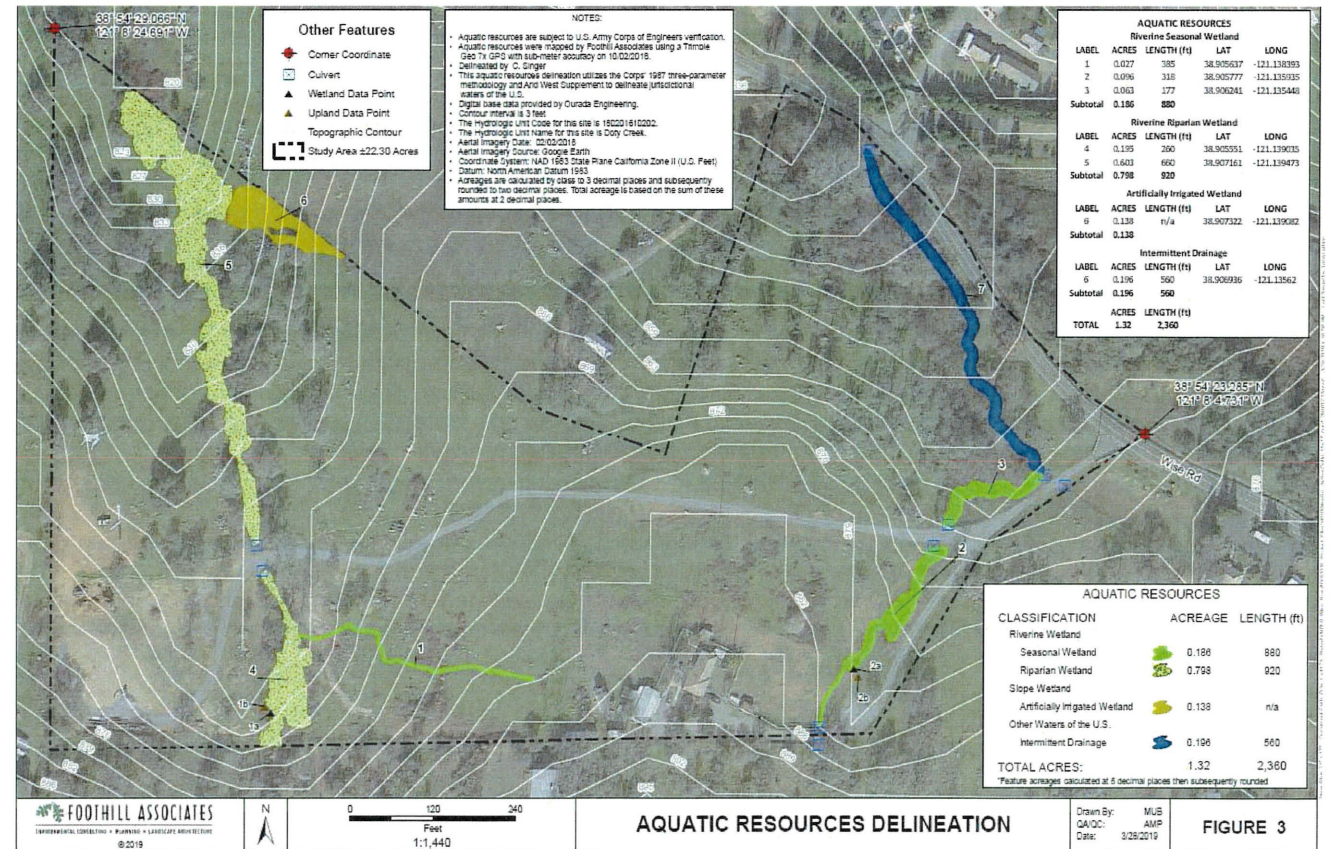 38° 54' 29.066" N
121° 8' 24.691" W
Other Features
Corner Coordinate
Culvert
Wetland Data Point
Upland Data Point
Topographic Contour
Study Area ±22.30 Acres
NOTES:
• Aquatic resources are subject to U.S. Army Corps of Engineers verification.
• Aquatic resources were mapped by Foothill Associates using a Trimble
Geo 7x GPS with sub-meter accuracy on 10/02/2018.
• Delineated by C. Singer
• This aquatic resources delineation utilizes the Corps' 1987 three-parameter
methodology and Arid West Supplement to delineate jurisdictional
waters of the U.S.
• Digital base data provided by Ourada Engineering.
• Contour interval is 3 feet
• The Hydrologic Unit Code for this site is 180201610202.
• The Hydrologic Unit Name for this site is Doty Creek.
• Aerial Imagery Date: 02/02/2018
• Aerial Imagery Source: Google Earth
• Coordinate System: NAD 1983 State Plane California Zone II (U.S. Feet)
• Datum: North American Datum 1983
• Acreages are calculated by class to 3 decimal places and subsequently
rounded to two decimal places. Total acreage is based on the sum of these
amounts at 2 decimal places.
AQUATIC RESOURCES
Riverine Seasonal Wetland
LABEL ACRES LENGTH (ft) LAT LONG
1 0.027 385 38.905637 -121.138393
2 0.096 318 38.905777 -121.135935
3 0.063 177 38.906241 -121.135448
Subtotal 0.186 880
Riverine Riparian Wetland
LABEL ACRES LENGTH (ft) LAT LONG
4 0.195 260 38.905551 -121.139035
5 0.603 660 38.907161 -121.139473
Subtotal 0.798 920
Artificially Irrigated Wetland
LABEL ACRES LENGTH (ft) LAT LONG
6 0.138 n/a 38.907322 -121.139082
Subtotal 0.138
Intermittent Drainage
LABEL ACRES LENGTH (ft) LAT LONG
6 0.196 560 38.906936 -121.13562
Subtotal 0.196 560
ACRES LENGTH (ft)
TOTAL 1.32 2,360
6
5
7
38° 54' 23.285" N
121° 8' 4.731" W
Wise Rd
3
2
1
4
1b
1a
2a
2b
AQUATIC RESOURCES
CLASSIFICATION ACREAGE LENGTH (ft)
Riverine Wetland
Seasonal Wetland 0.186 880
Riparian Wetland 0.798 920
Slope Wetland
Artificially Irrigated Wetland 0.138 n/a
Other Waters of the U.S.
Intermittent Drainage 0.196 560
TOTAL ACRES: 1.32 2,360
*Feature acreages calculated at 5 decimal places then subsequently rounded
FOOTHILL ASSOCIATES
ENVIRONMENTAL CONSULTING • PLANNING • LANDSCAPE ARCHITECTURE
© 2019
N
0 120 240
Feet
1:1,440
AQUATIC RESOURCES DELINEATION
Drawn By: MUB
QA/QC: AMP
Date: 3/28/2019
FIGURE 3